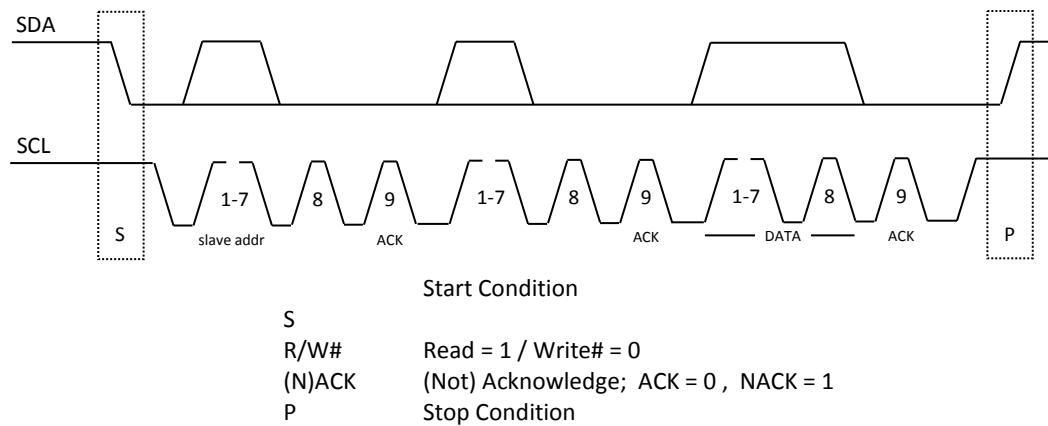 SDA
SCL
1-7 8 9 1-7 8 9 1-7 8 9
S slave addr ACK ACK DATA ACK P
Start Condition
S
R/W# Read = 1 / Write# = 0
(N)ACK (Not) Acknowledge; ACK = 0 , NACK = 1
P Stop Condition